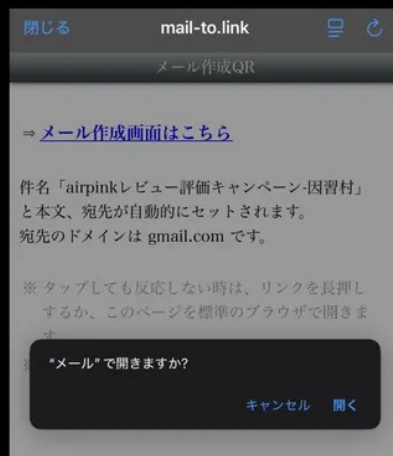 閉じる
mail-to.link
メール作成QR
⇒ メール作成画面はこちら
件名「airpinkレビュー評価キャンペーン-因習村」
と本文、宛先が自動的にセットされます。
宛先のドメインは gmail.com です。
※ タップしても反応しない時は、リンクを長押し
するか、このページを標準のブラウザで開きま
す
※
“メール” で開きますか?
キャンセル
開く